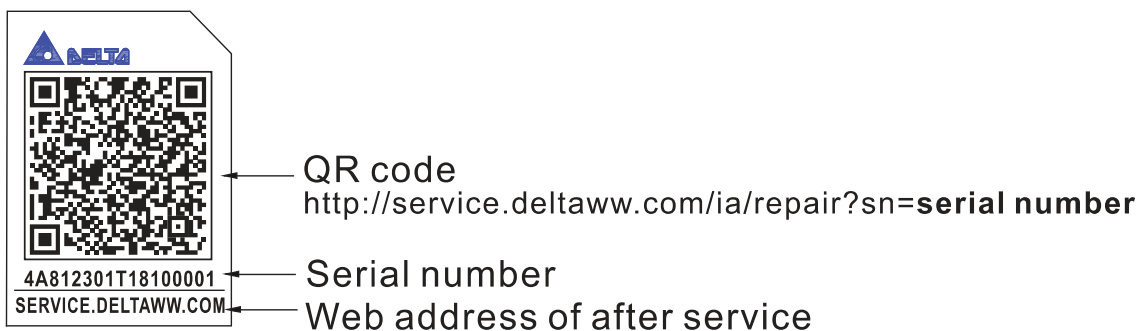 DELTA
QR code
http://service.deltaww.com/ia/repair?sn=serial number
4A812301T18100001
Serial number
SERVICE.DELTAWW.COM
Web address of after service